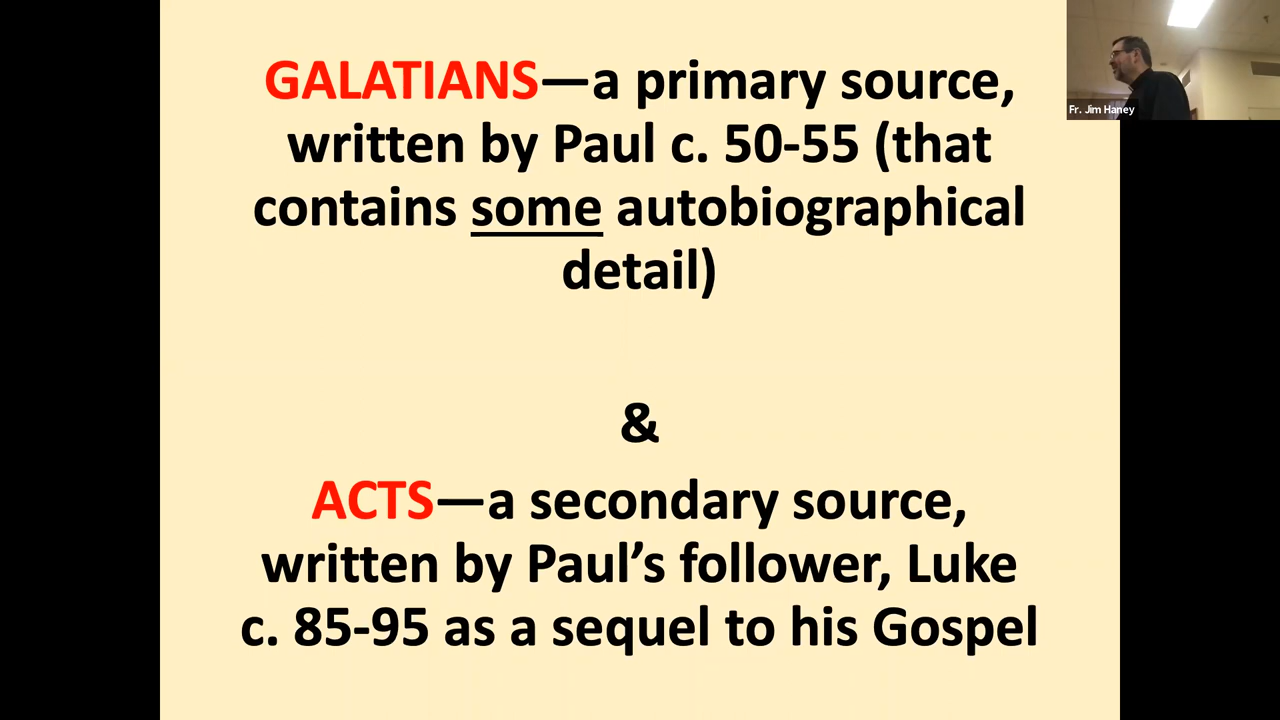 GALATIANS—a primary source,
written by Paul c. 50-55 (that
contains some autobiographical
detail)
&
ACTS—a secondary source,
written by Paul’s follower, Luke
c. 85-95 as a sequel to his Gospel
Fr. Jim Haney